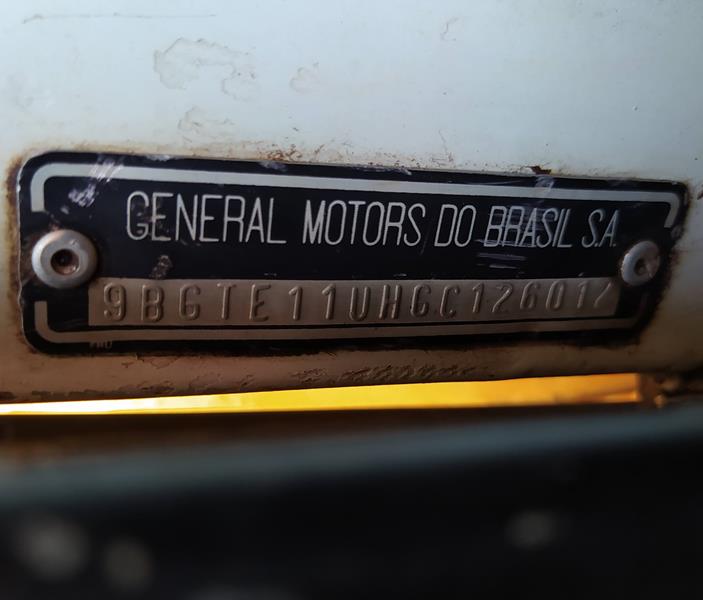 GENERAL MOTORS DO BRASIL S.A.
9BGTE11UHGC126017